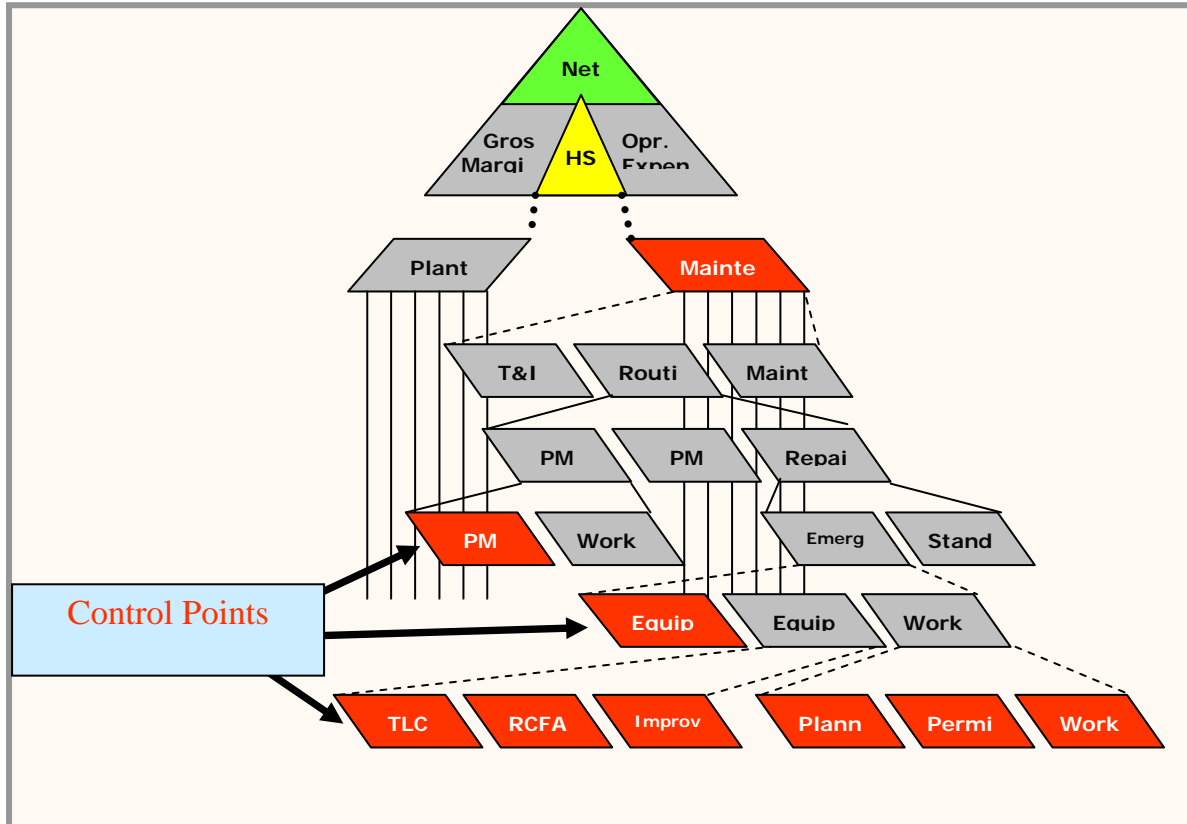 Net
Gros
Margi
HS
Opr.
Expen
Plant
Mainte
T&I
Routi
Maint
PM
PM
Repai
PM
Work
Emerg
Stand
Control Points
Equip
Equip
Work
TLC
RCFA
Improv
Plann
Permi
Work